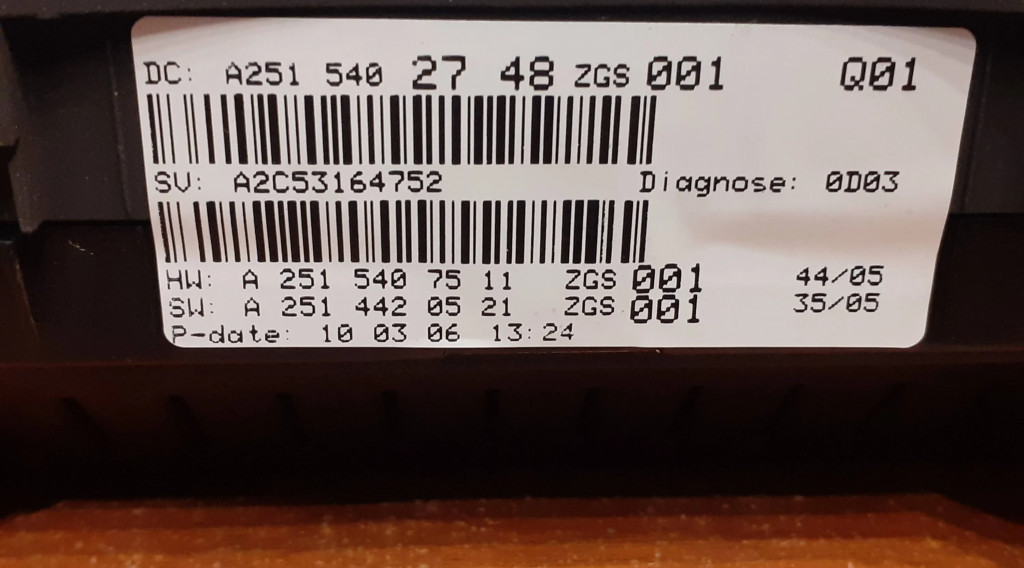 DC: A251 540 27 48 ZGS 001 Q01
SV: A2C53164752 Diagnose: 0D03
HW: A 251 540 75 11 ZGS 001 44/05
SW: A 251 442 05 21 ZGS 001 35/05
P-date: 10 03 06 13:24